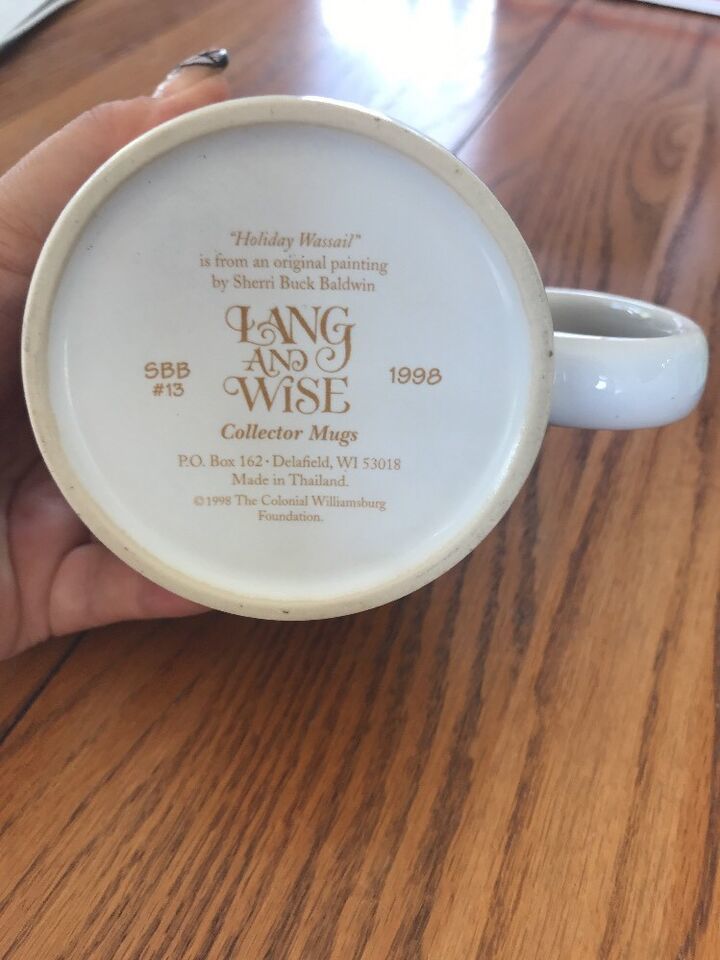 "Holiday Wassail"
is from an original painting
by Sherri Buck Baldwin
LANG
AND
WISE
SBB
#13
1998
Collector Mugs
P.O. Box 162 · Delafield, WI 53018
Made in Thailand.
©1998 The Colonial Williamsburg
Foundation.